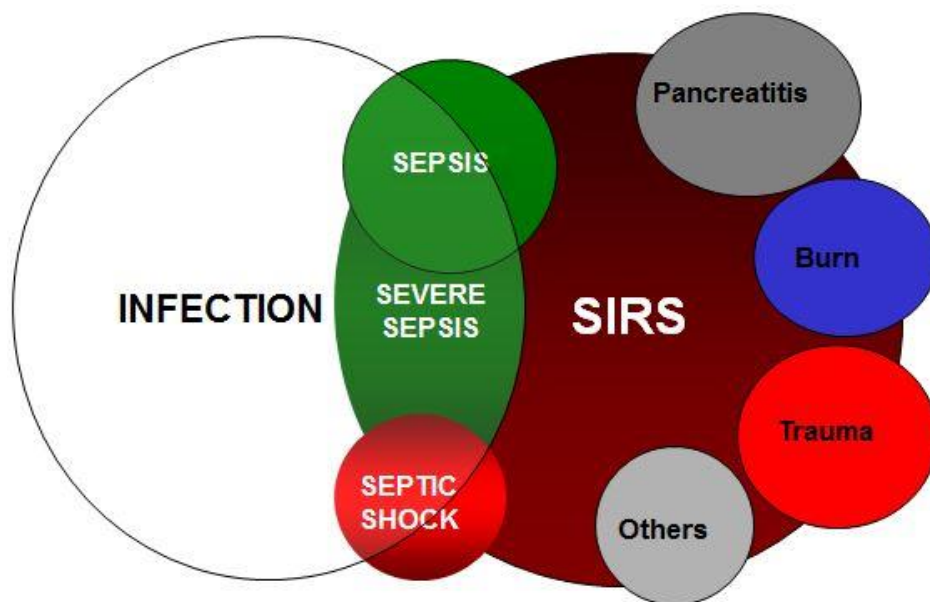 Pancreatitis
SEPSIS
Burn
INFECTION
SEVERE
SEPSIS
SIRS
Trauma
SEPTIC
SHOCK
Others